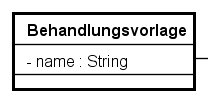 Behandlungsvorlage
- name : String